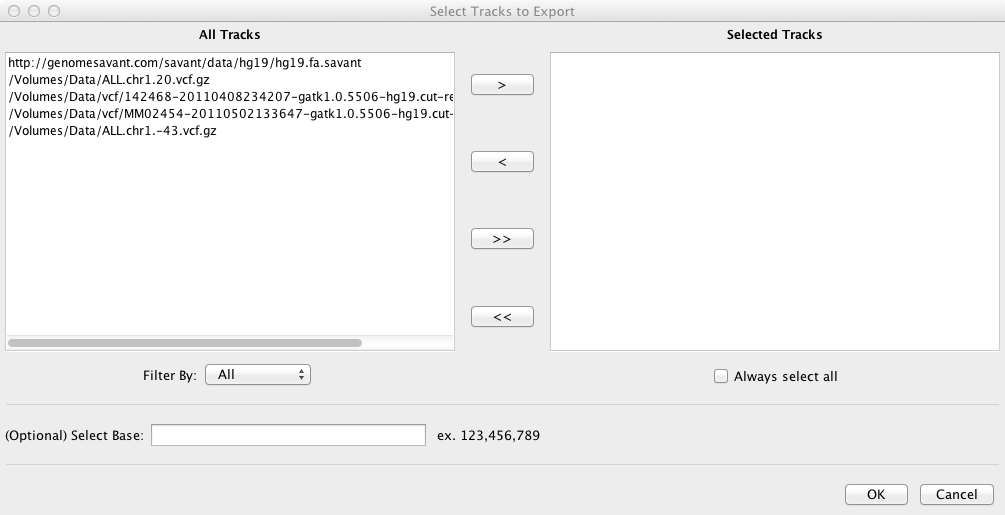 Select Tracks to Export
All Tracks
Selected Tracks
http://genomesavant.com/savant/data/hg19/hg19.fa.savant
/Volumes/Data/ALL.chr1.20.vcf.gz
/Volumes/Data/vcf/142468-20110408234207-gatk1.0.5506-hg19.cut-re
/Volumes/Data/vcf/MM02454-20110502133647-gatk1.0.5506-hg19.cut-
/Volumes/Data/ALL.chr1.-43.vcf.gz
>
<
>>
<<
Filter By: All
Always select all
(Optional) Select Base: ex. 123,456,789
OK Cancel